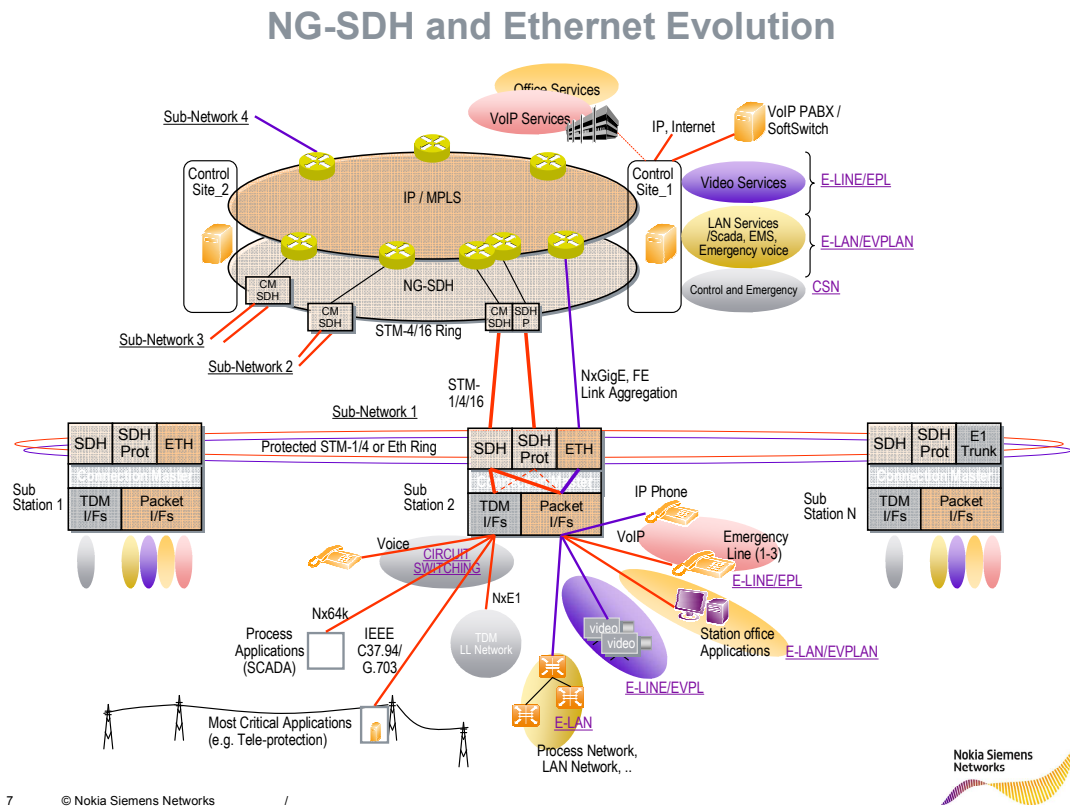 NG-SDH and Ethernet Evolution
Office Services
VoIP Services
Sub-Network 4
IP, Internet
VoIP PABX /
SoftSwitch
Control
Site_2
Control
Site_1
IP / MPLS
Video Services
E-LINE/EPL
LAN Services
/Scada, EMS,
Emergency voice
E-LAN/EVPLAN
NG-SDH
Control and Emergency
CSN
CM
SDH
CM
SDH
CM
SDH
SDH
P
STM-4/16 Ring
Sub-Network 3
Sub-Network 2
STM-
1/4/16
NxGigE, FE
Link Aggregation
Sub-Network 1
SDH
SDH
Prot
ETH
Protected STM-1/4 or Eth Ring
SDH
SDH
Prot
ETH
SDH
SDH
Prot
E1
Trunk
Sub
Station 1
TDM
I/Fs
Packet
I/Fs
Sub
Station 2
TDM
I/Fs
Packet
I/Fs
Sub
Station N
TDM
I/Fs
Packet
I/Fs
IP Phone
Voice
CIRCUIT
SWITCHING
VoIP
Emergency
Line (1-3)
E-LINE/EPL
Nx64k
NxE1
Process
Applications
(SCADA)
IEEE
C37.94/
G.703
TDM
LL Network
video
video
Station office
Applications
E-LAN/EVPLAN
E-LINE/EVPL
E-LAN
Most Critical Applications
(e.g. Tele-protection)
Process Network,
LAN Network, ..
Nokia Siemens
Networks
7 © Nokia Siemens Networks /